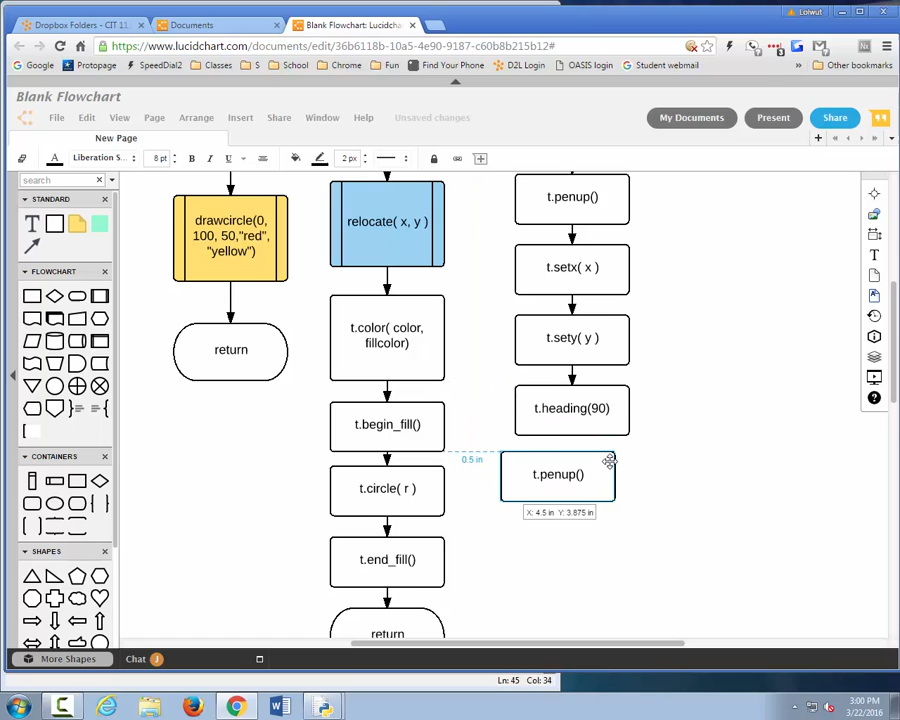 Dropbox Folders - CIT 11
Documents
Blank Flowchart: Lucidchart
Loiwut
https://www.lucidchart.com/documents/edit/36b6118b-10a5-4e90-9187-c60b8b215b12#
Google
Protopage
SpeedDial2
Classes
S
School
Chrome
Fun
Find Your Phone
D2L Login
OASIS login
Student webmail
»
Other bookmarks
Blank Flowchart
File
Edit
View
Page
Arrange
Insert
Share
Window
Help
Unsaved changes
My Documents
Present
Share
New Page
Liberation S...
8 pt
B
I
U
2 px
search
STANDARD
FLOWCHART
CONTAINERS
SHAPES
drawcircle(0,
100, 50,"red",
"yellow")
return
relocate( x, y )
t.color( color,
fillcolor)
t.begin_fill()
t.circle( r )
t.end_fill()
return
t.penup()
t.setx( x )
t.sety( y )
t.heading(90)
0.5 in
t.penup()
X: 4.5 in Y: 3.875 in
More Shapes
Chat
J
Ln: 45 Col: 34
3:00 PM
3/22/2016